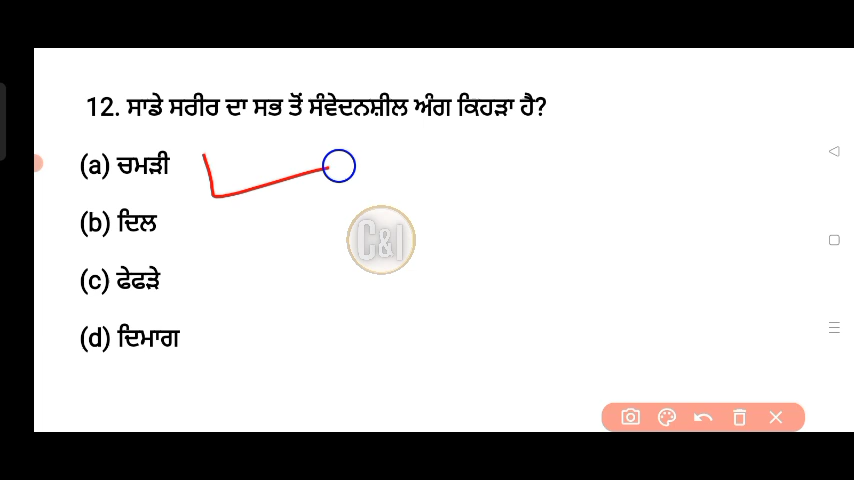 12. ਸਾਡੇ ਸਰੀਰ ਦਾ ਸਭ ਤੋਂ ਸੰਵੇਦਨਸ਼ੀਲ ਅੰਗ ਕਿਹੜਾ ਹੈ?
(a) ਚਮੜੀ
(b) ਦਿਲ
C&I
(c) ਫੇਫੜੇ
(d) ਦਿਮਾਗ